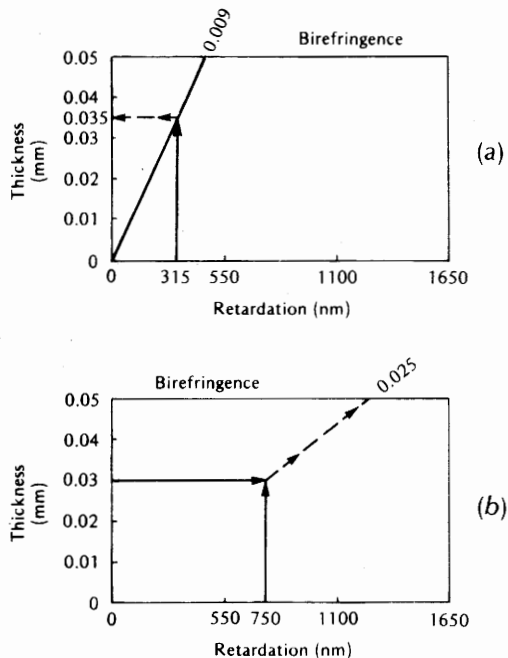 0.009
Birefringence
0.05
0.04
0.035
0.03
0.02
0.01
0
Thickness
(mm)
(a)
0 315 550 1100 1650
Retardation (nm)
Birefringence
0.025
0.05
0.04
0.03
0.02
0.01
0
Thickness
(mm)
(b)
0 550 750 1100 1650
Retardation (nm)